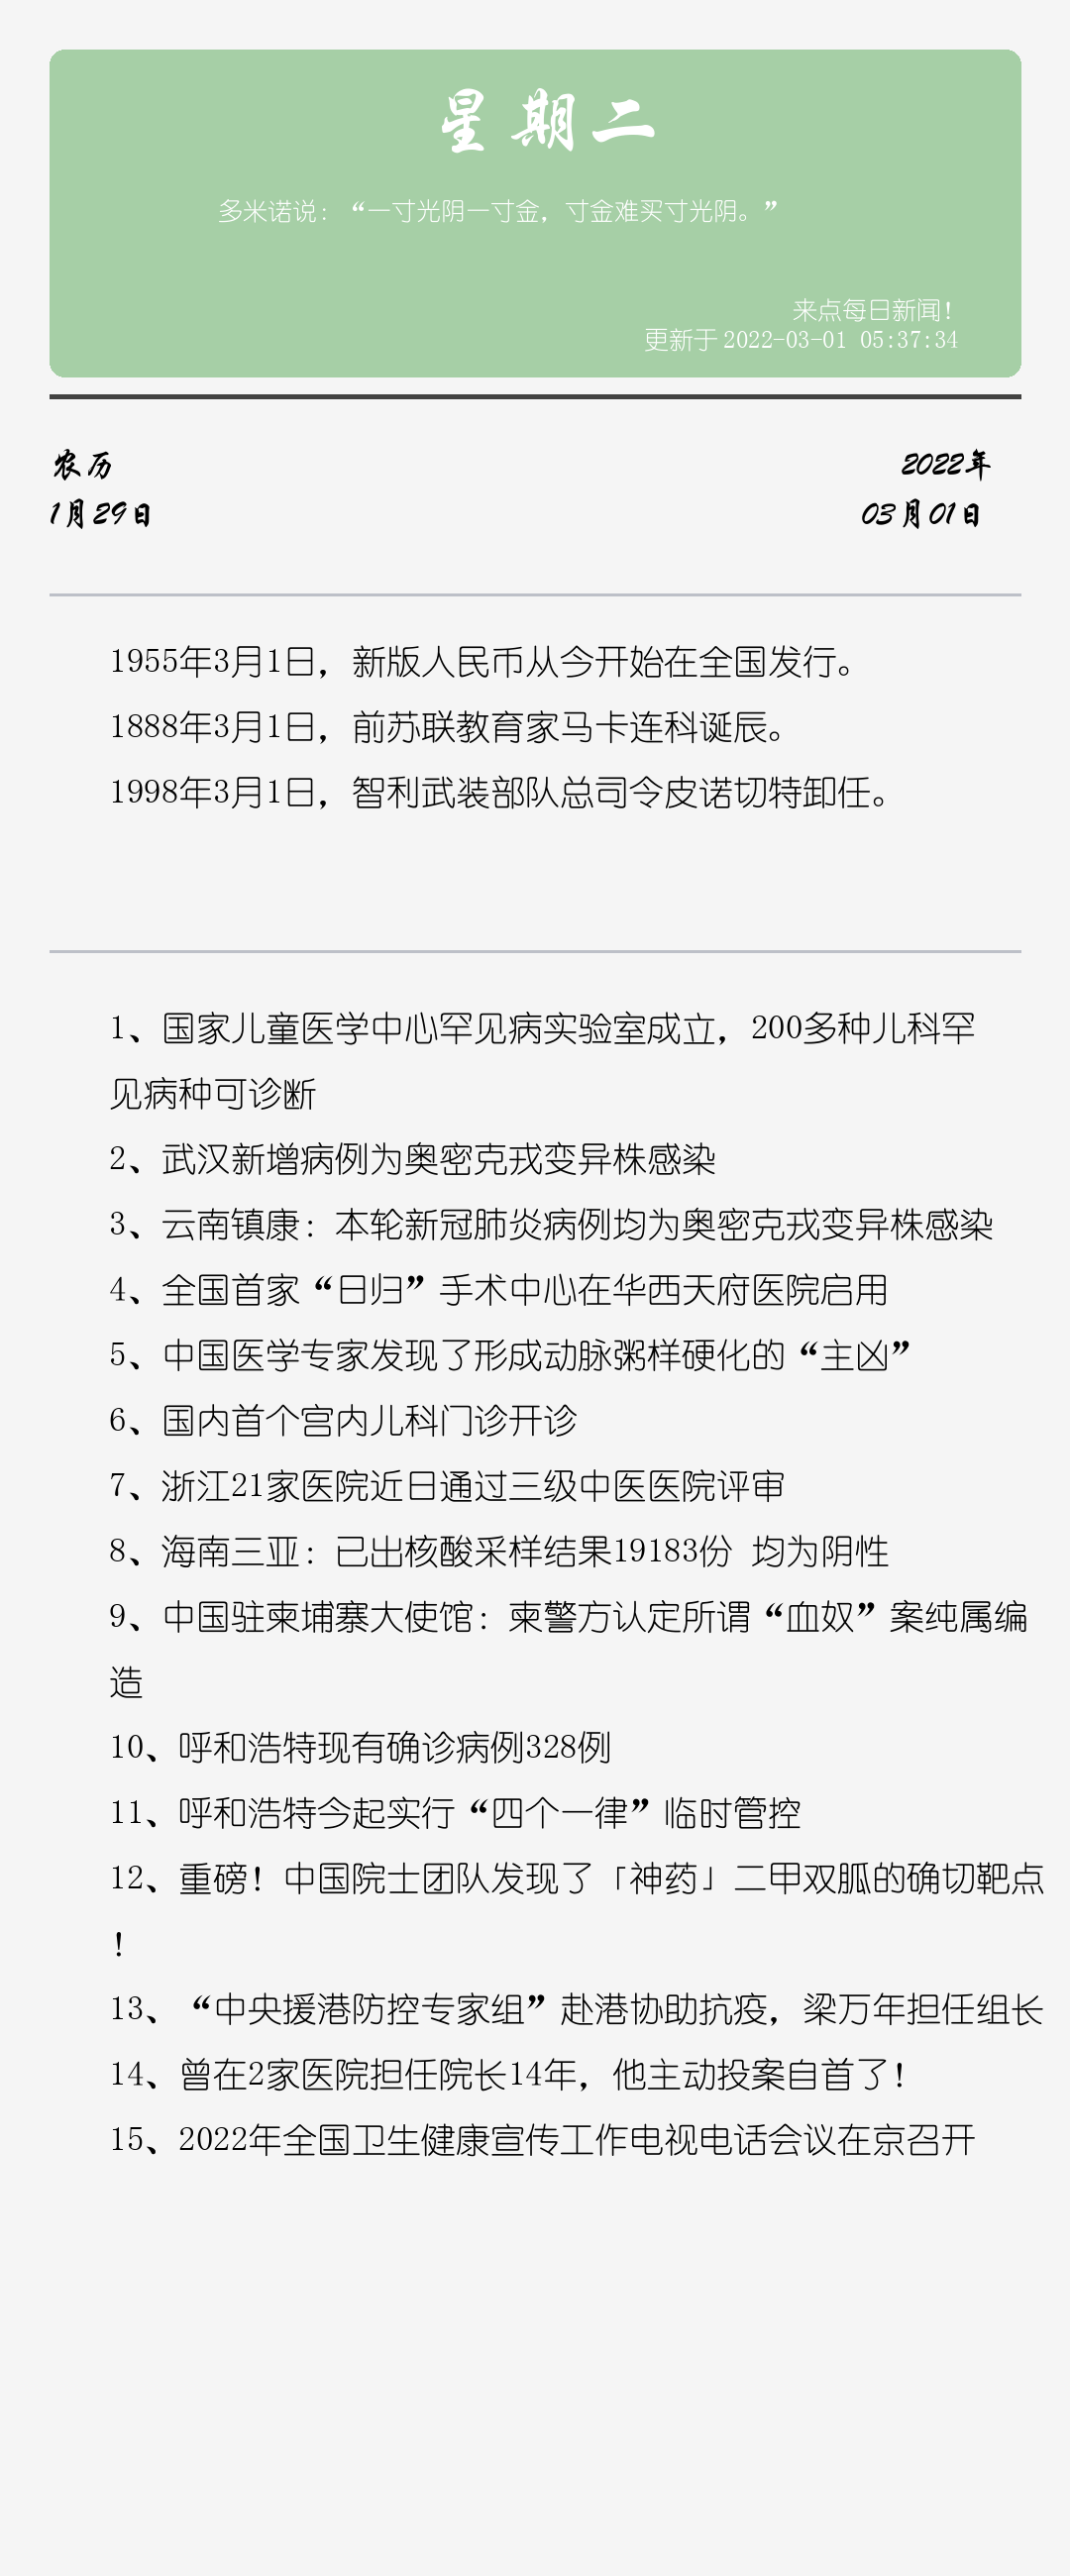 星期二
多米诺说：“一寸光阴一寸金，寸金难买寸光阴。”
来点每日新闻！
更新于 2022-03-01 05:37:34
农历
2022年
1月29日
03月01日
1955年3月1日，新版人民币从今开始在全国发行。
1888年3月1日，前苏联教育家马卡连科诞辰。
1998年3月1日，智利武装部队总司令皮诺切特卸任。
1、国家儿童医学中心罕见病实验室成立，200多种儿科罕
见病种可诊断
2、武汉新增病例为奥密克戎变异株感染
3、云南镇康：本轮新冠肺炎病例均为奥密克戎变异株感染
4、全国首家“日归”手术中心在华西天府医院启用
5、中国医学专家发现了形成动脉粥样硬化的“主凶”
6、国内首个宫内儿科门诊开诊
7、浙江21家医院近日通过三级中医医院评审
8、海南三亚：已出核酸采样结果19183份 均为阴性
9、中国驻柬埔寨大使馆：柬警方认定所谓“血奴”案纯属编
造
10、呼和浩特现有确诊病例328例
11、呼和浩特今起实行“四个一律”临时管控
12、重磅！中国院士团队发现了「神药」二甲双胍的确切靶点
！
13、“中央援港防控专家组”赴港协助抗疫，梁万年担任组长
14、曾在2家医院担任院长14年，他主动投案自首了！
15、2022年全国卫生健康宣传工作电视电话会议在京召开